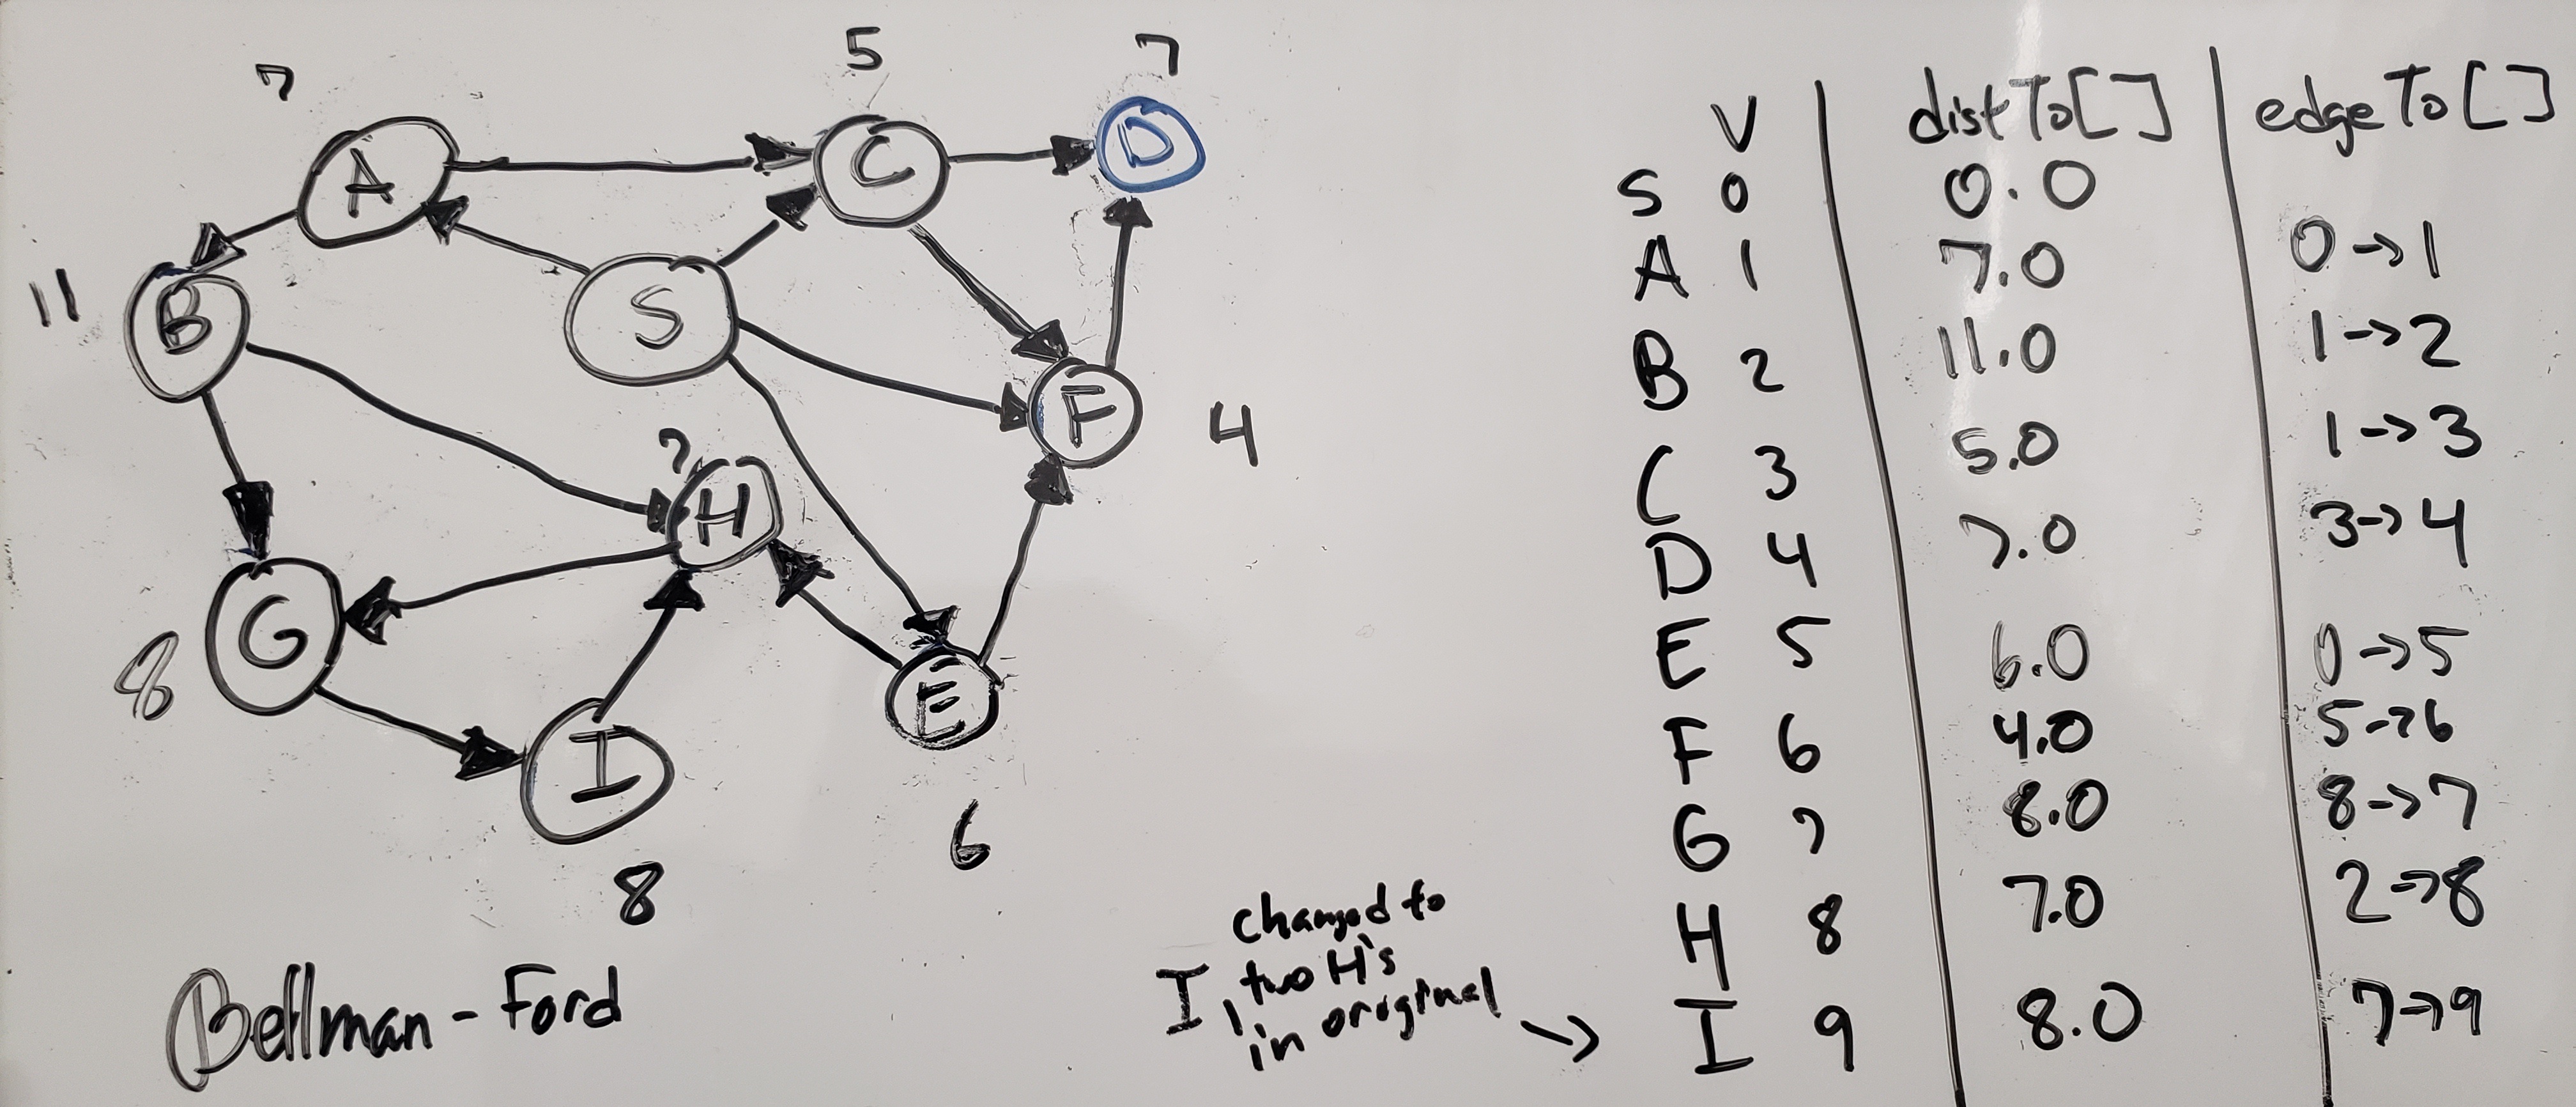 7
5
7
A
C
D
11
B
S
F
4
7
H
G
8
I
E
8
6
Bellman-Ford
changed to
I, two H's
in original →
V distTo[] edgeTo[]
S 0 0.0
A 1 7.0 0→1
B 2 11.0 1→2
C 3 5.0 1→3
D 4 7.0 3→4
E 5 6.0 0→5
F 6 4.0 5→6
G 7 8.0 8→7
H 8 7.0 2→8
I 9 8.0 7→9